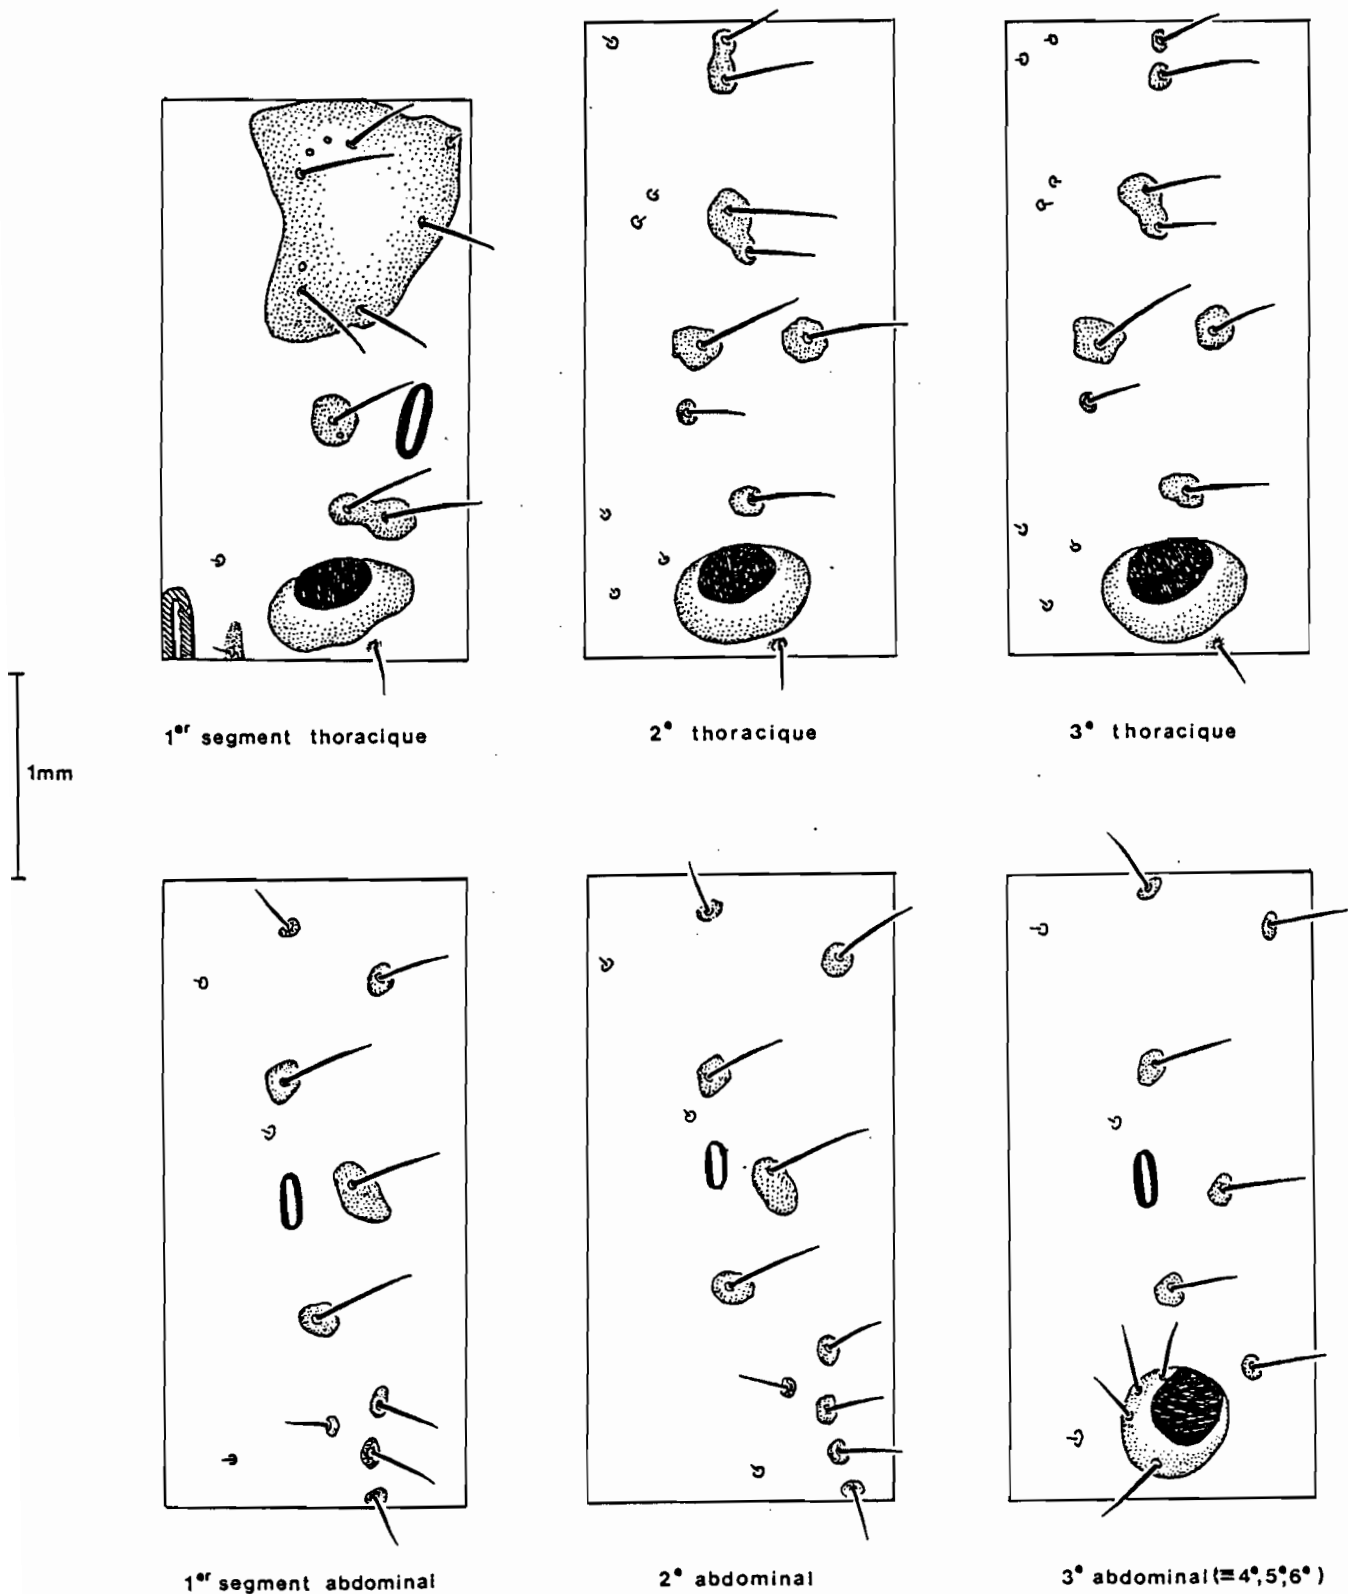 1er segment thoracique
2e thoracique
3e thoracique
1mm
1er segment abdominal
2e abdominal
3e abdominal (≡ 4e, 5e, 6e)